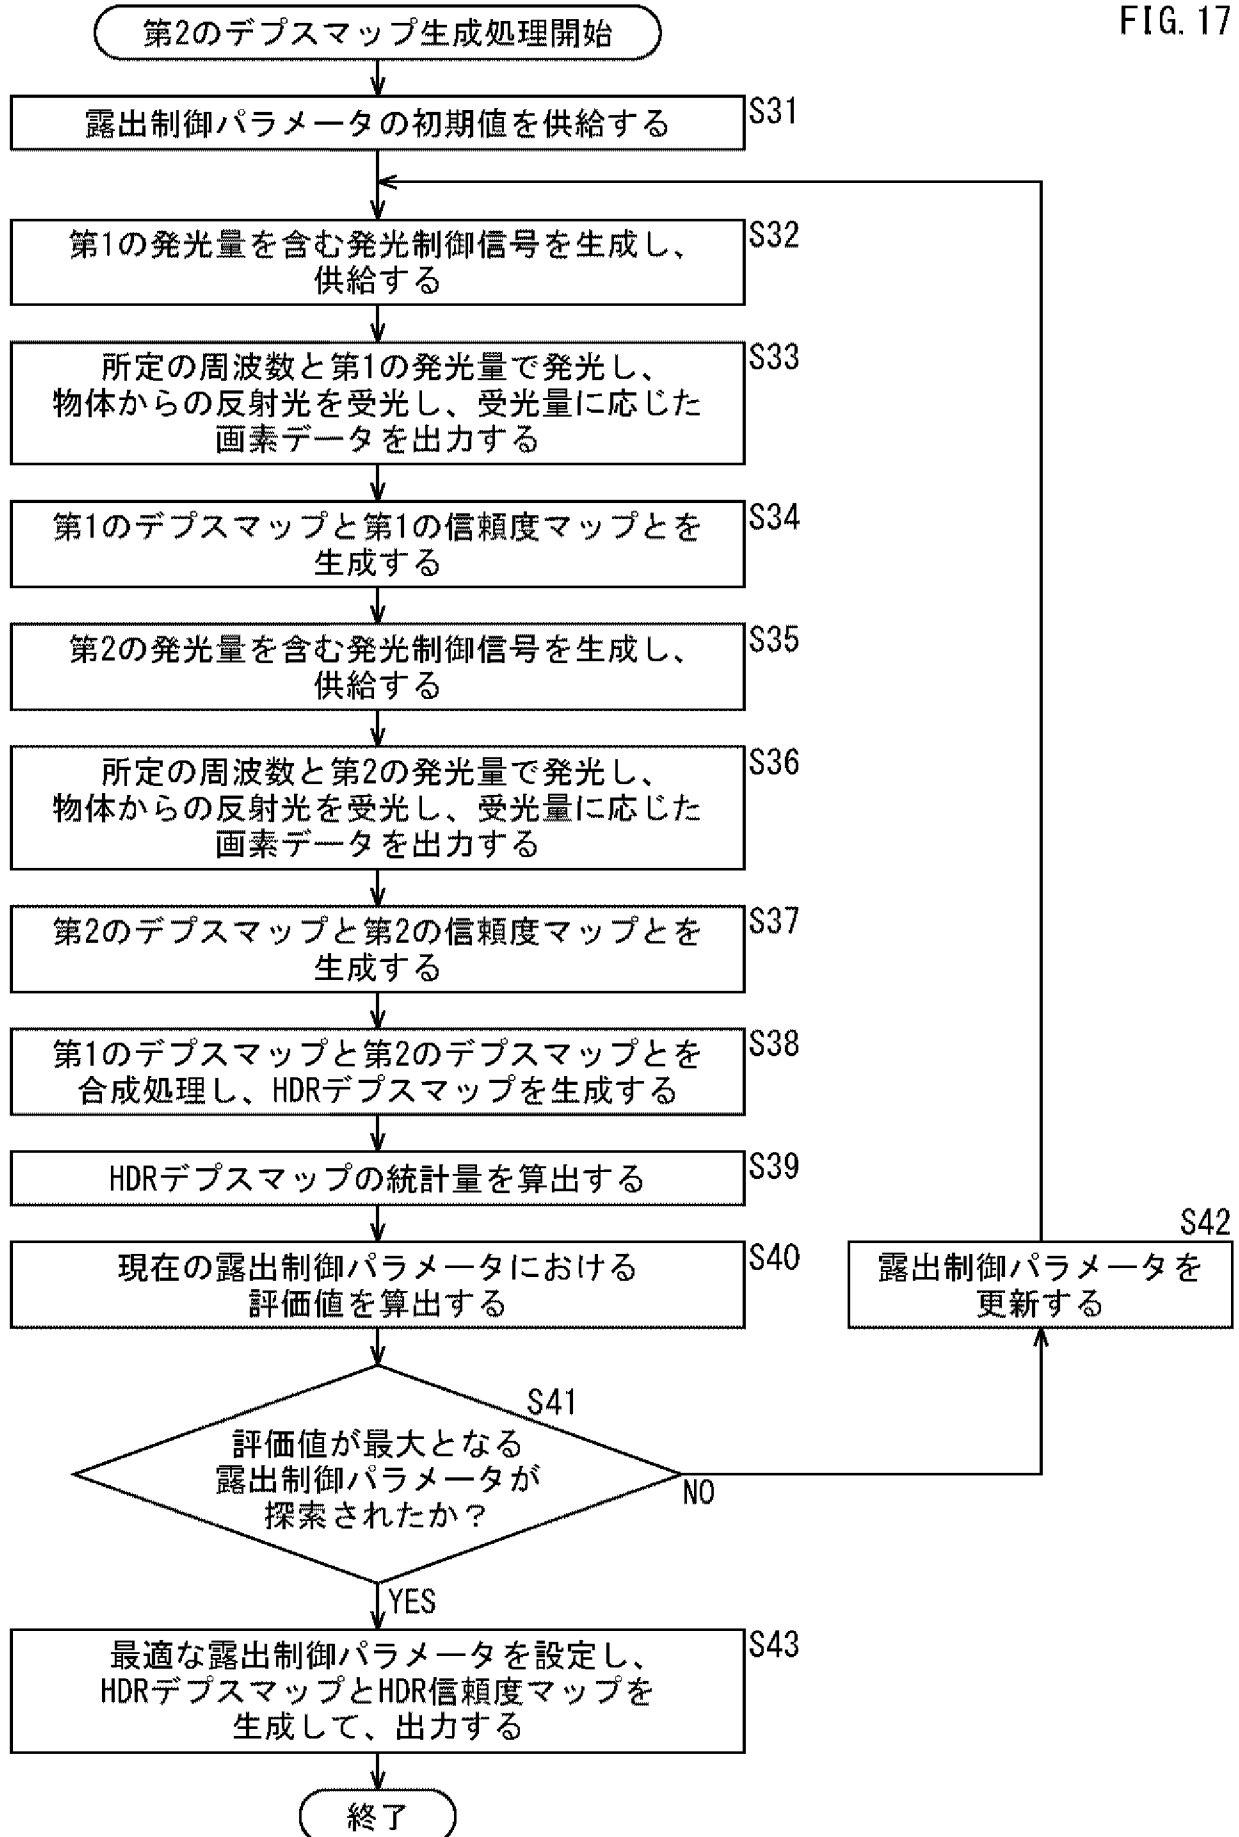 FIG. 17
第2のデプスマップ生成処理開始
露出制御パラメータの初期値を供給する
S31
第1の発光量を含む発光制御信号を生成し、
供給する
S32
所定の周波数と第1の発光量で発光し、
物体からの反射光を受光し、受光量に応じた
画素データを出力する
S33
第1のデプスマップと第1の信頼度マップとを
生成する
S34
第2の発光量を含む発光制御信号を生成し、
供給する
S35
所定の周波数と第2の発光量で発光し、
物体からの反射光を受光し、受光量に応じた
画素データを出力する
S36
第2のデプスマップと第2の信頼度マップとを
生成する
S37
第1のデプスマップと第2のデプスマップとを
合成処理し、HDRデプスマップを生成する
S38
HDRデプスマップの統計量を算出する
S39
現在の露出制御パラメータにおける
評価値を算出する
S40
S42
露出制御パラメータを
更新する
S41
評価値が最大となる
露出制御パラメータが
探索されたか？
NO
YES
最適な露出制御パラメータを設定し、
HDRデプスマップとHDR信頼度マップを
生成して、出力する
S43
終了